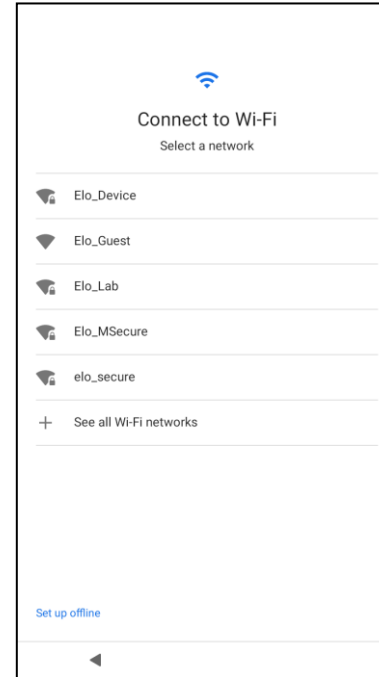 Connect to Wi-Fi
Select a network
Elo_Device
Elo_Guest
Elo_Lab
Elo_MSecure
elo_secure
See all Wi-Fi networks
Set up offline